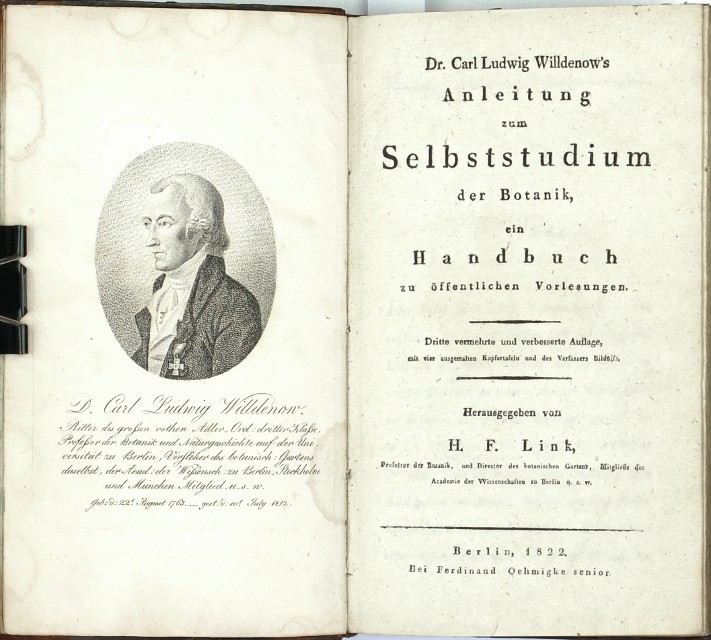 D. Carl Ludwig Willdenow.
Ritter des großen rothen Adler Ord: dritter Klaße,
Profeßor der Botanik und Naturgeschichte auf der Uni-
versität zu Berlin, Vorsteher des botanisch: Gartens
daselbst, der Acad: der Wißensch: zu Berlin, Stockholm
und München Mitglied. u. s. w.
Geb: d: 22t August 1765. — gest: d. 10t July 1812.
Dr. Carl Ludwig Willdenow's
Anleitung
zum
Selbststudium
der Botanik,
ein
Handbuch
zu öffentlichen Vorlesungen.
Dritte vermehrte und verbesserte Auflage,
mit vier ausgemalten Kupfertafeln und des Verfassers Bildniss.
Herausgegeben von
H. F. Link,
Professor der Botanik, und Director des botanischen Gartens, Mitgliede der
Academie der Wissenschaften zu Berlin u. s. w.
Berlin, 1822.
Bei Ferdinand Oehmigke senior.